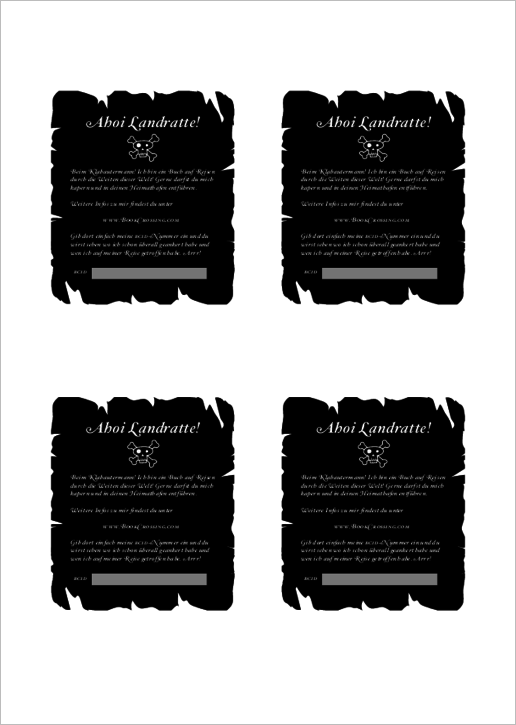 Ahoi Landratte!
Beim Klabautermann! Ich bin ein Buch auf Reisen
durch die Weiten dieser Welt! Gerne darfst du mich
kapern und in deinen Heimathafen entführen.
Weitere Infos zu mir findest du unter
www.BookCrossing.com
Gib dort einfach meine BCID-Nummer ein und du
wirst sehen wo ich schon überall geankert habe und
wen ich auf meiner Reise getroffen habe. Arrr!
BCID
Ahoi Landratte!
Beim Klabautermann! Ich bin ein Buch auf Reisen
durch die Weiten dieser Welt! Gerne darfst du mich
kapern und in deinen Heimathafen entführen.
Weitere Infos zu mir findest du unter
www.BookCrossing.com
Gib dort einfach meine BCID-Nummer ein und du
wirst sehen wo ich schon überall geankert habe und
wen ich auf meiner Reise getroffen habe. Arrr!
BCID
Ahoi Landratte!
Beim Klabautermann! Ich bin ein Buch auf Reisen
durch die Weiten dieser Welt! Gerne darfst du mich
kapern und in deinen Heimathafen entführen.
Weitere Infos zu mir findest du unter
www.BookCrossing.com
Gib dort einfach meine BCID-Nummer ein und du
wirst sehen wo ich schon überall geankert habe und
wen ich auf meiner Reise getroffen habe. Arrr!
BCID
Ahoi Landratte!
Beim Klabautermann! Ich bin ein Buch auf Reisen
durch die Weiten dieser Welt! Gerne darfst du mich
kapern und in deinen Heimathafen entführen.
Weitere Infos zu mir findest du unter
www.BookCrossing.com
Gib dort einfach meine BCID-Nummer ein und du
wirst sehen wo ich schon überall geankert habe und
wen ich auf meiner Reise getroffen habe. Arrr!
BCID